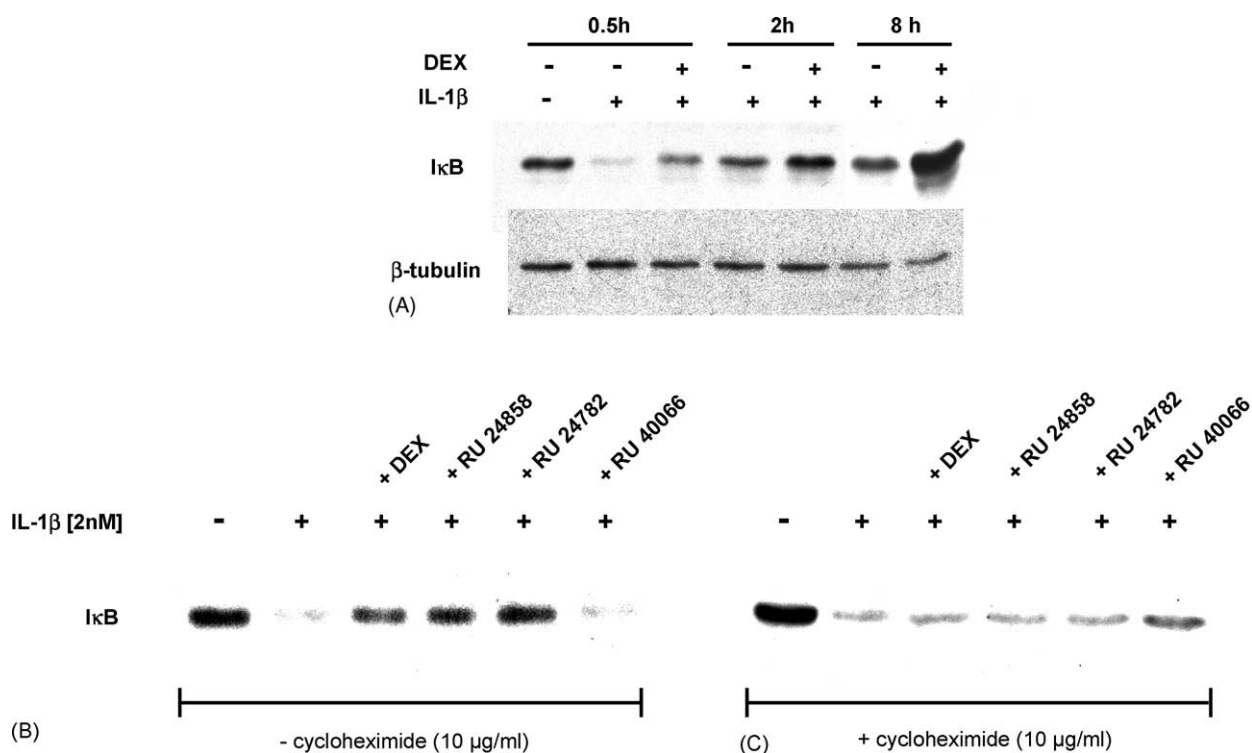 0.5h 2h 8 h
DEX - - + - + - +
IL-1β - + + + + + +
IκB
β-tubulin
(A)
+ DEX + RU 24858 + RU 24782 + RU 40066 + DEX + RU 24858 + RU 24782 + RU 40066
IL-1β [2nM] - + + + + + - + + + + +
IκB
(B) - cycloheximide (10 µg/ml) (C) + cycloheximide (10 µg/ml)